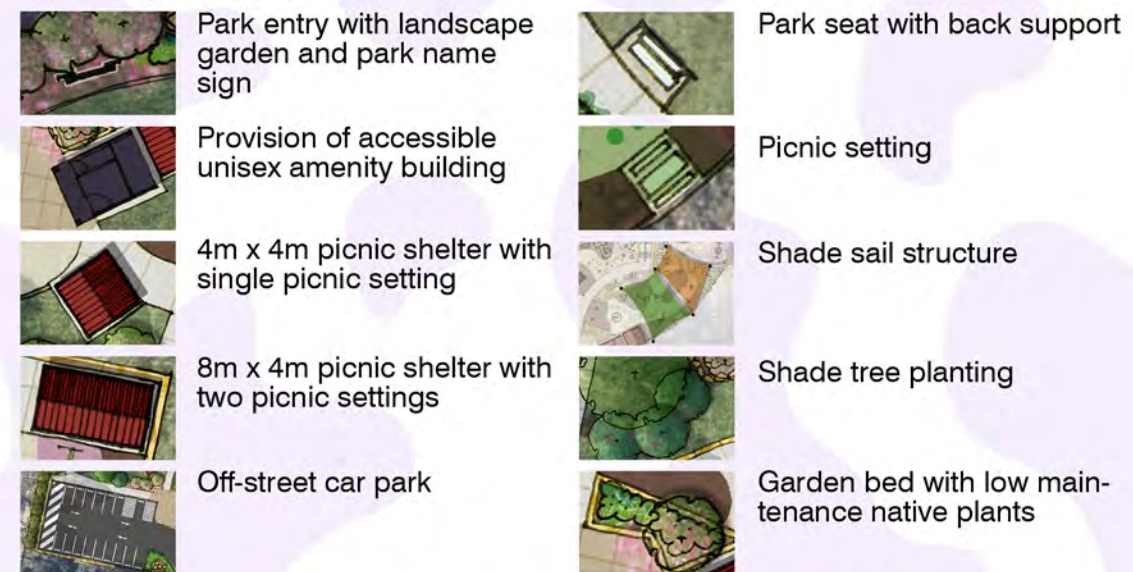 Park entry with landscape
garden and park name
sign
Provision of accessible
unisex amenity building
4m x 4m picnic shelter with
single picnic setting
8m x 4m picnic shelter with
two picnic settings
Off-street car park
Park seat with back support
Picnic setting
Shade sail structure
Shade tree planting
Garden bed with low main-
tenance native plants